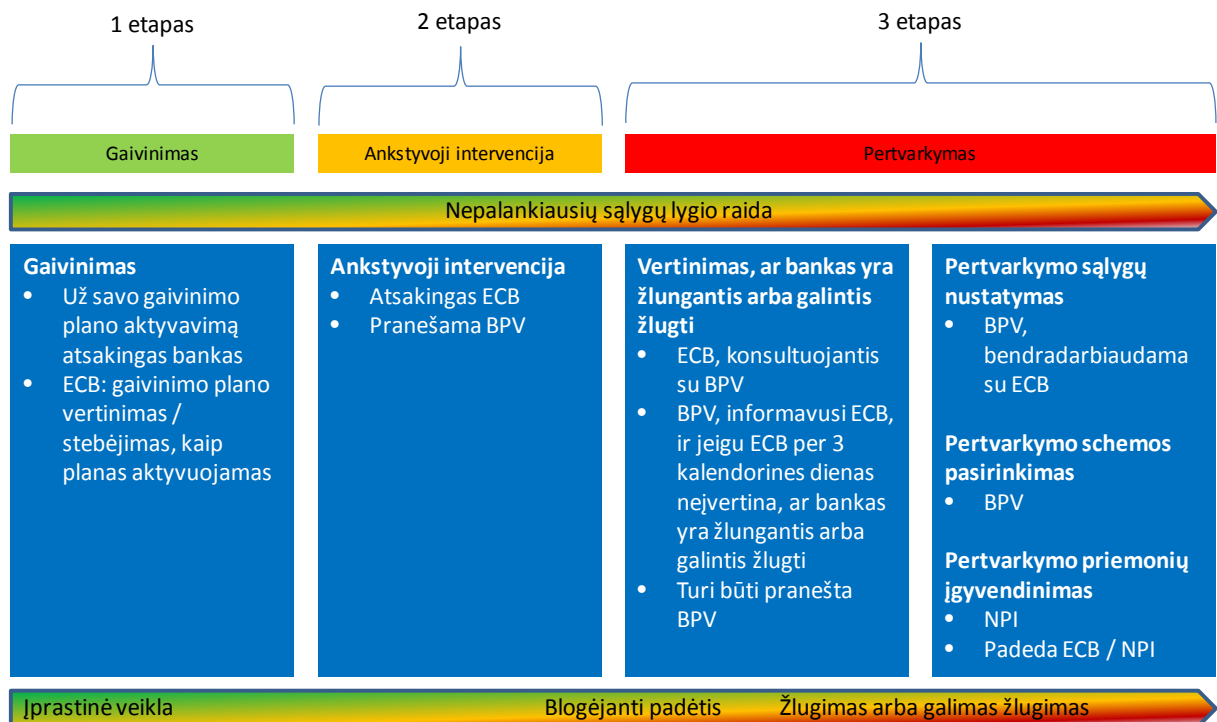 1 etapas
2 etapas
3 etapas
Gaivinimas
Ankstyvoji intervencija
Pertvarkymas
Nepalankiausių sąlygų lygio raida
Gaivinimas
• Už savo gaivinimo
plano aktyvavimą
atsakingas bankas
• ECB: gaivinimo plano
vertinimas /
stebėjimas, kaip
planas aktyvuojamas
Ankstyvoji intervencija
• Atsakingas ECB
• Pranešama BPV
Vertinimas, ar bankas yra
žlungantis arba galintis
žlugti
• ECB, konsultuojantis
su BPV
• BPV, informavusi ECB,
ir jeigu ECB per 3
kalendorines dienas
neįvertina, ar bankas
yra žlungantis arba
galintis žlugti
• Turi būti pranešta
BPV
Pertvarkymo sąlygų
nustatymas
• BPV,
bendradarbiaudama
su ECB
Pertvarkymo schemos
pasirinkimas
• BPV
Pertvarkymo priemonių
įgyvendinimas
• NPI
• Padeda ECB / NPI
Įprastinė veikla
Blogėjanti padėtis
Žlugimas arba galimas žlugimas